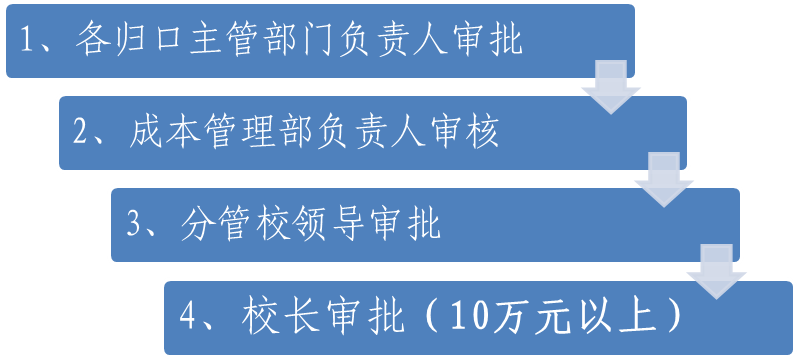 1、各归口主管部门负责人审批
2、成本管理部负责人审核
3、分管校领导审批
4、校长审批（10万元以上）